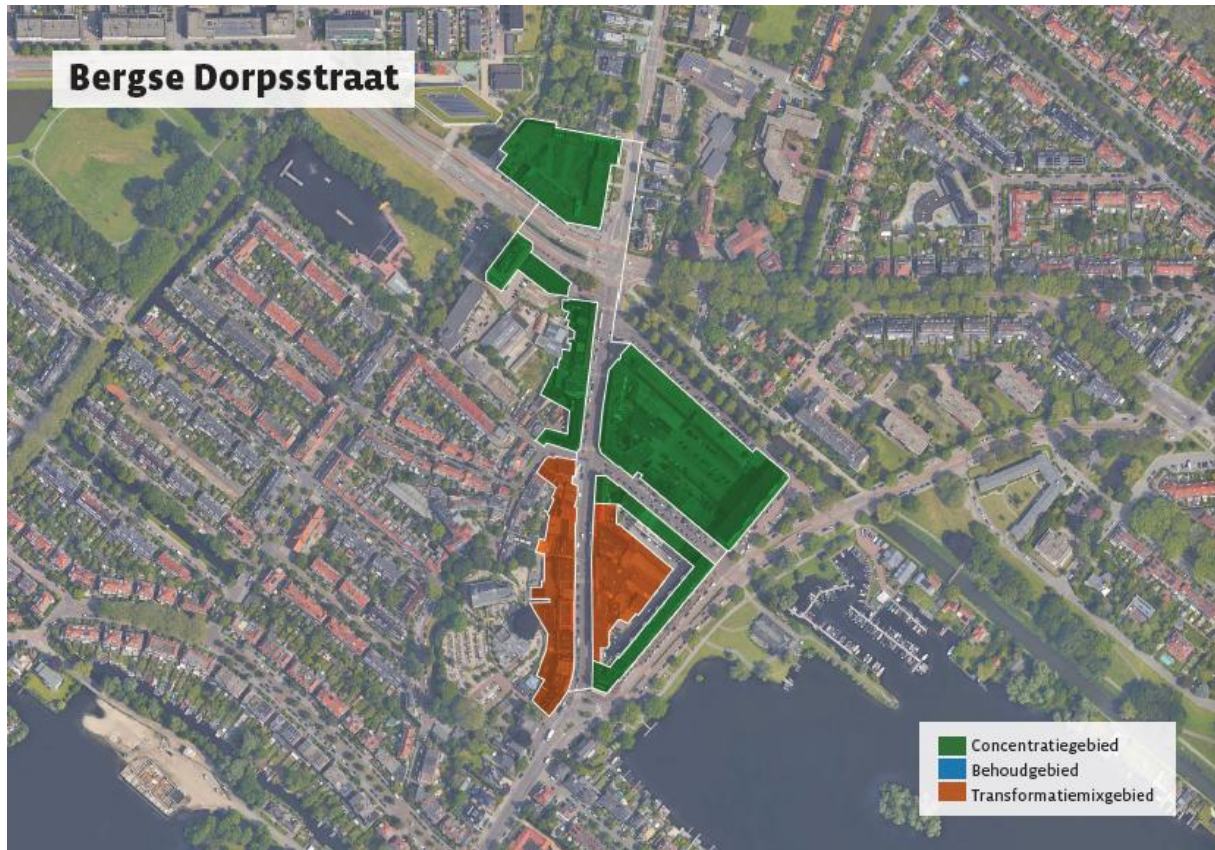 Bergse Dorpsstraat
Concentratiegebied
Behoudgebied
Transformatiemixgebied